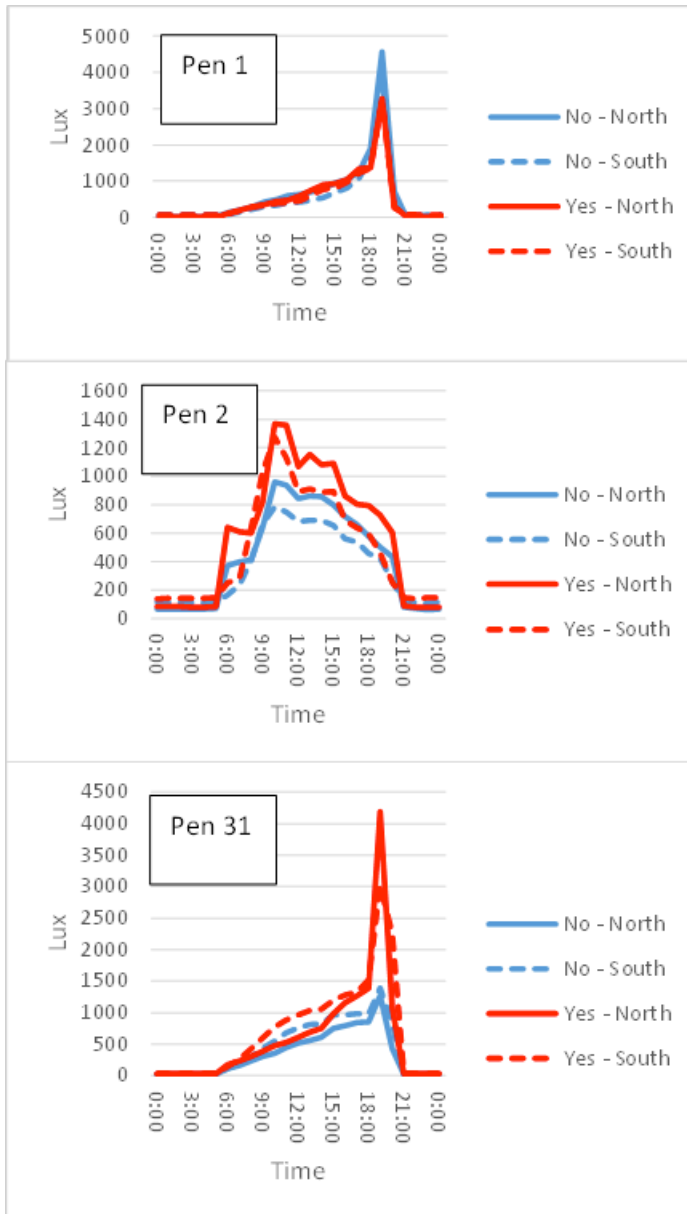 Pen 1
5000
4000
3000
2000
1000
0
Lux
0:00
3:00
6:00
9:00
12:00
15:00
18:00
21:00
0:00
Time
No - North
No - South
Yes - North
Yes - South
Pen 2
1600
1400
1200
1000
800
600
400
200
0
Lux
0:00
3:00
6:00
9:00
12:00
15:00
18:00
21:00
0:00
Time
No - North
No - South
Yes - North
Yes - South
Pen 31
4500
4000
3500
3000
2500
2000
1500
1000
500
0
Lux
0:00
3:00
6:00
9:00
12:00
15:00
18:00
21:00
0:00
Time
No - North
No - South
Yes - North
Yes - South